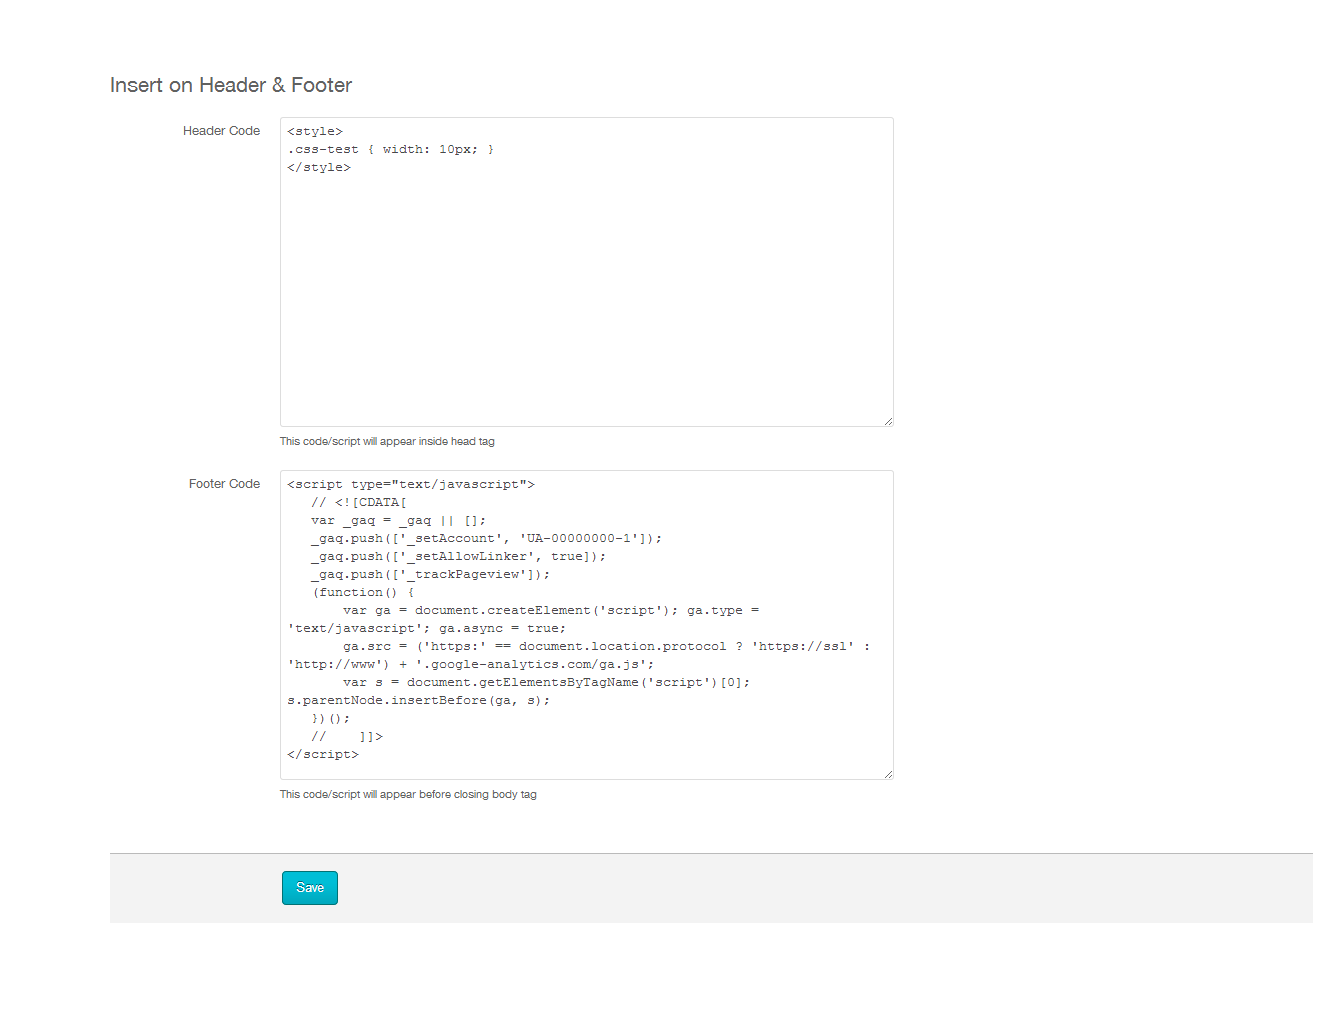 Insert on Header & Footer
Header Code
<style>
.css-test { width: 10px; }
</style>
This code/script will appear inside head tag
Footer Code
<script type="text/javascript">
   // <![CDATA[
   var _gaq = _gaq || [];
   _gaq.push(['_setAccount', 'UA-00000000-1']);
   _gaq.push(['_setAllowLinker', true]);
   _gaq.push(['_trackPageview']);
   (function() {
       var ga = document.createElement('script'); ga.type =
'text/javascript'; ga.async = true;
       ga.src = ('https:' == document.location.protocol ? 'https://ssl' :
'http://www') + '.google-analytics.com/ga.js';
       var s = document.getElementsByTagName('script')[0];
s.parentNode.insertBefore(ga, s);
   })();
   //    ]]>
</script>
This code/script will appear before closing body tag
Save